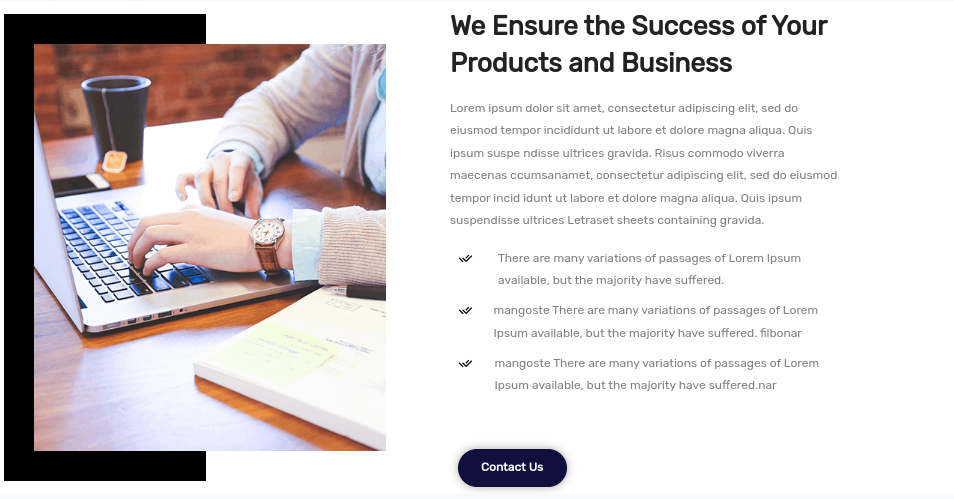 We Ensure the Success of Your
Products and Business
Lorem ipsum dolor sit amet, consectetur adipiscing elit, sed do
eiusmod tempor incididunt ut labore et dolore magna aliqua. Quis
ipsum suspe ndisse ultrices gravida. Risus commodo viverra
maecenas ccumsanamet, consectetur adipiscing elit, sed do eiusmod
tempor incid idunt ut labore et dolore magna aliqua. Quis ipsum
suspendisse ultrices Letraset sheets containing gravida.
There are many variations of passages of Lorem Ipsum
available, but the majority have suffered.
mangoste There are many variations of passages of Lorem
Ipsum available, but the majority have suffered. filbonar
mangoste There are many variations of passages of Lorem
Ipsum available, but the majority have suffered.nar
Contact Us